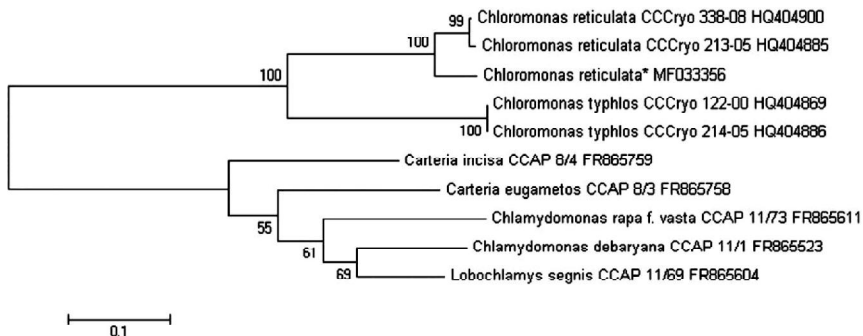 99
Chloromonas reticulata CCCryo 338-08 HQ404900
100
Chloromonas reticulata CCCryo 213-05 HQ404885
100
Chloromonas reticulata* MF033356
Chloromonas typhlos CCCryo 122-00 HQ404869
100
Chloromonas typhlos CCCryo 214-05 HQ404886
Carteria incisa CCAP 8/4 FR865759
Carteria eugametos CCAP 8/3 FR865758
55
Chlamydomonas rapa f. vasta CCAP 11/73 FR865611
61
Chlamydomonas debaryana CCAP 11/1 FR865523
69
Lobochlamys segnis CCAP 11/69 FR865604
0.1